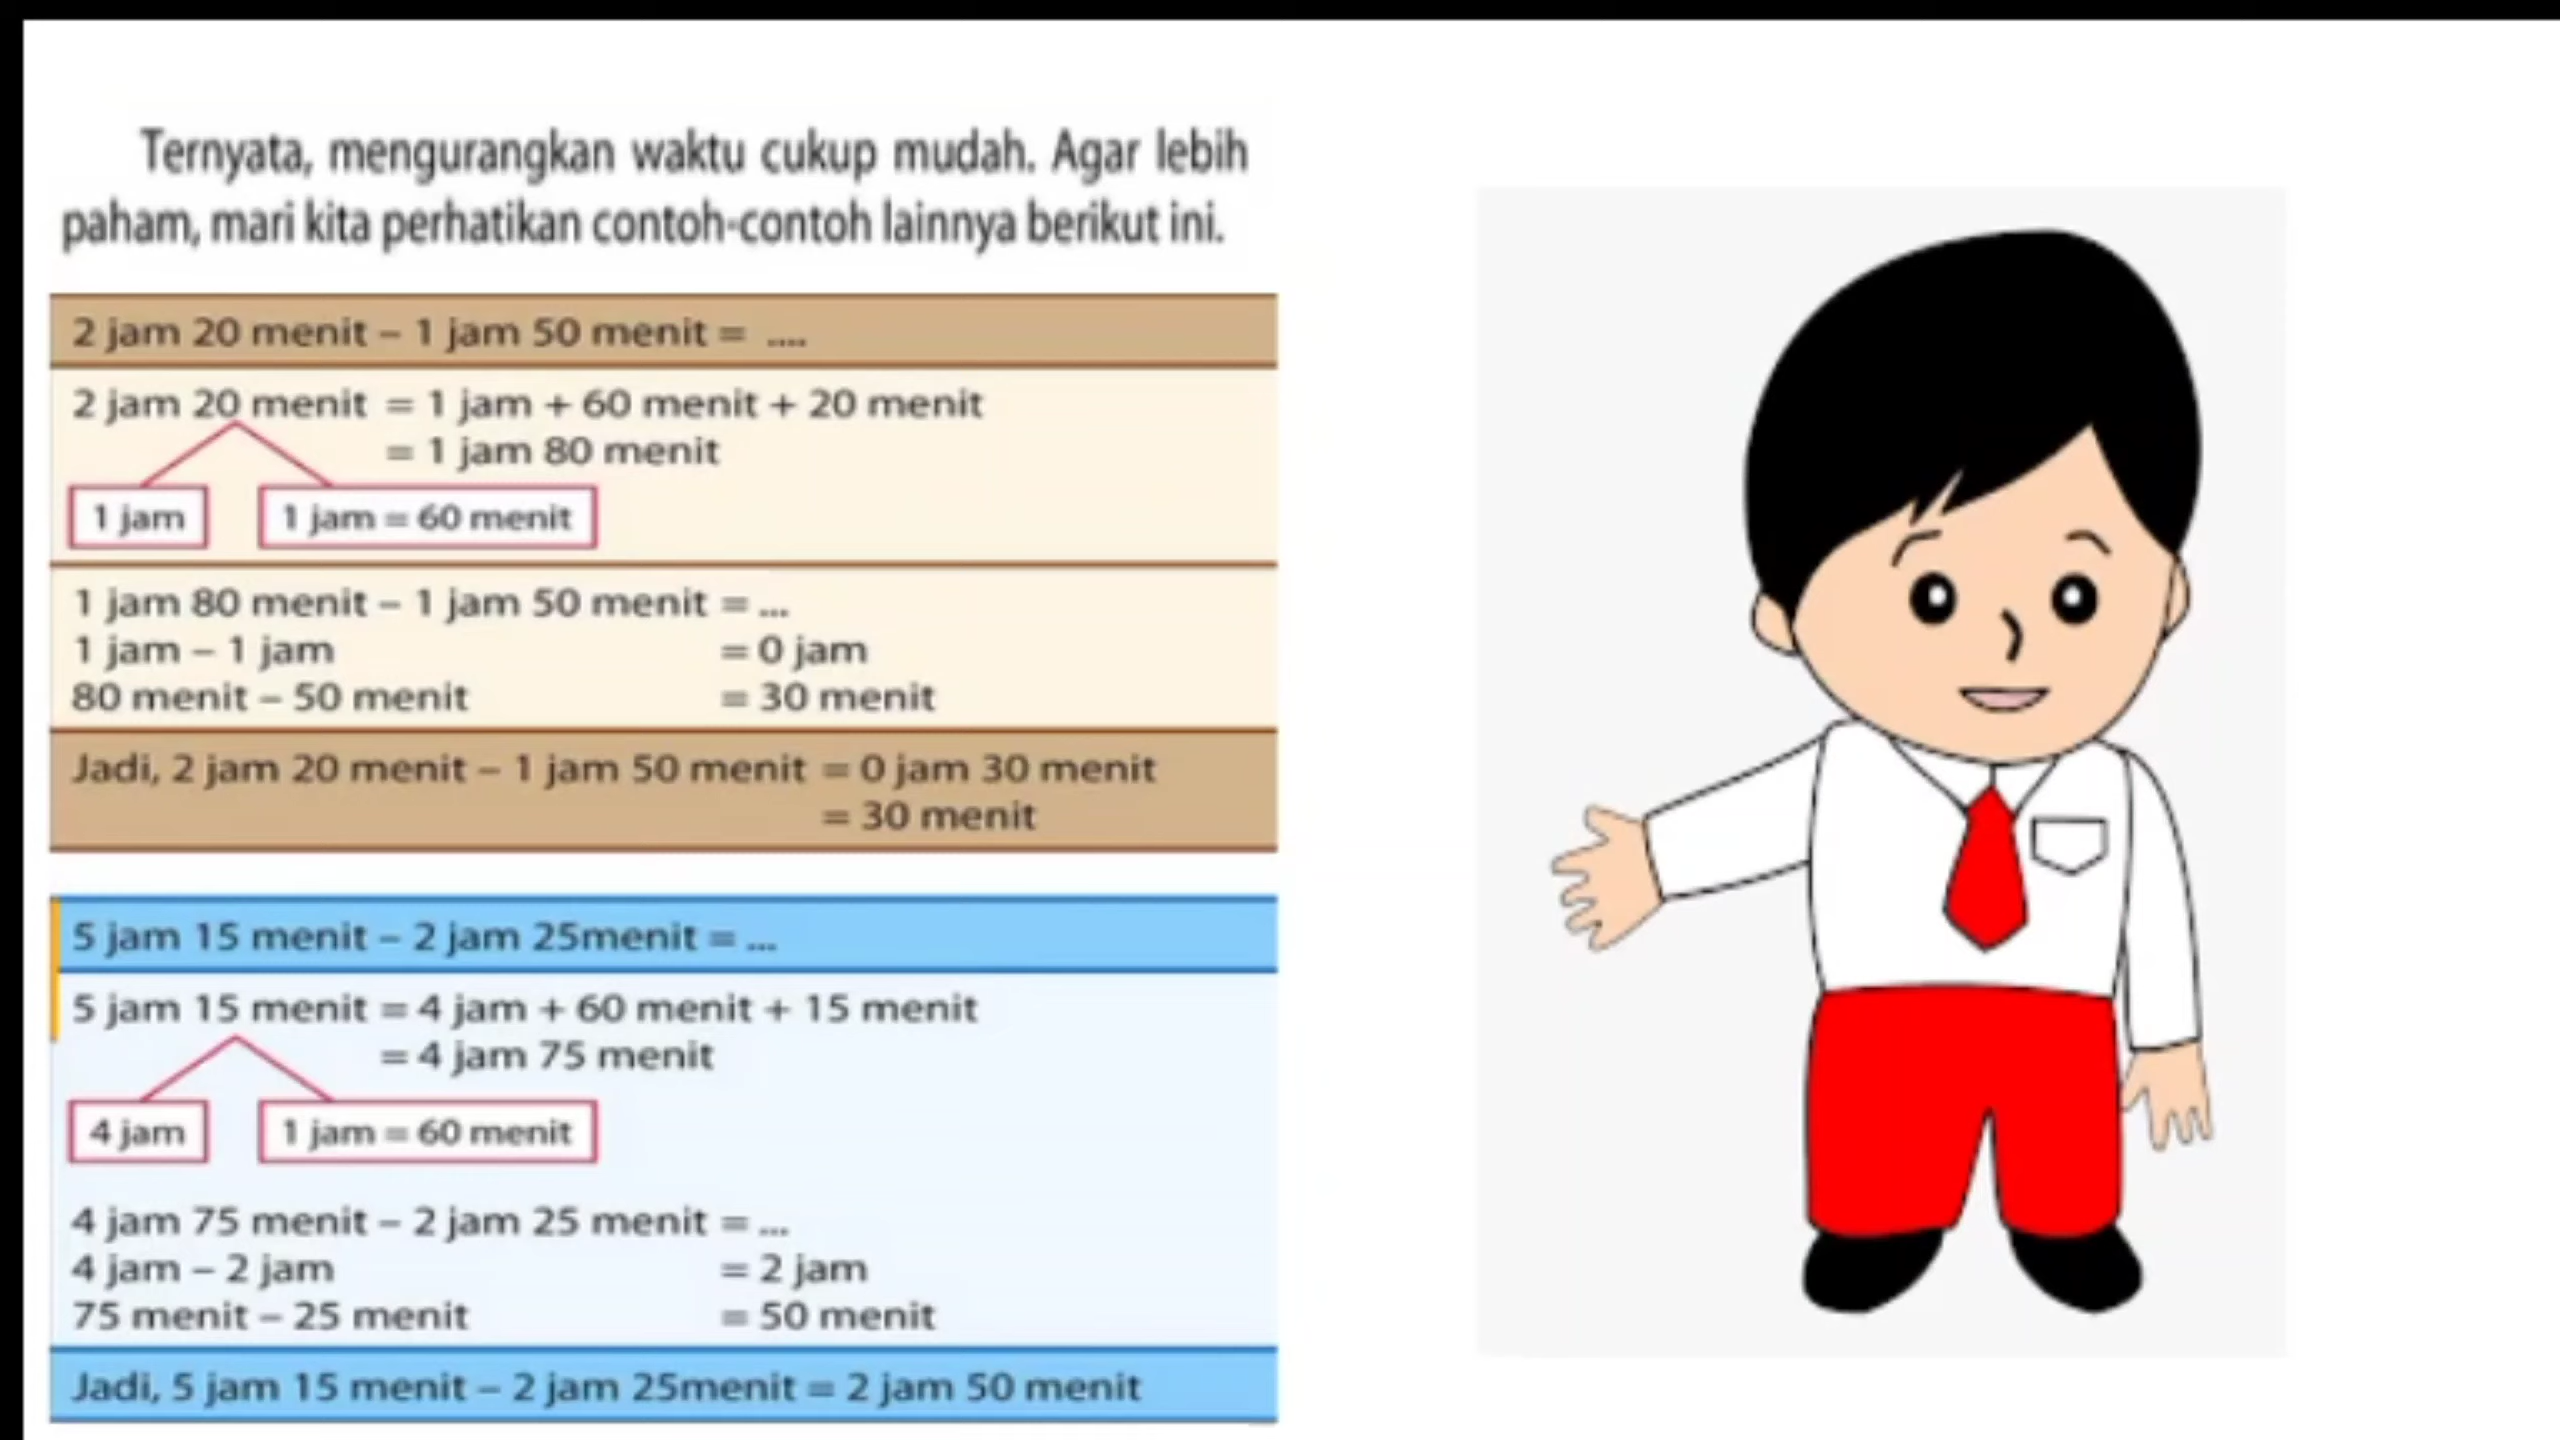 Ternyata, mengurangkan waktu cukup mudah. Agar lebih
paham, mari kita perhatikan contoh-contoh lainnya berikut ini.
2 jam 20 menit – 1 jam 50 menit = ....
2 jam 20 menit = 1 jam + 60 menit + 20 menit
= 1 jam 80 menit
1 jam 1 jam = 60 menit
1 jam 80 menit – 1 jam 50 menit = ...
1 jam – 1 jam = 0 jam
80 menit – 50 menit = 30 menit
Jadi, 2 jam 20 menit – 1 jam 50 menit = 0 jam 30 menit
= 30 menit
5 jam 15 menit – 2 jam 25menit = ...
5 jam 15 menit = 4 jam + 60 menit + 15 menit
= 4 jam 75 menit
4 jam 1 jam = 60 menit
4 jam 75 menit – 2 jam 25 menit = ...
4 jam – 2 jam = 2 jam
75 menit – 25 menit = 50 menit
Jadi, 5 jam 15 menit – 2 jam 25menit = 2 jam 50 menit